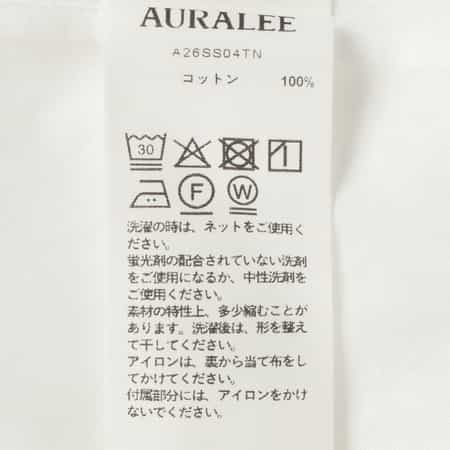 AURALEE
A26SS04TN
コットン 100%
30
F W
洗濯の時は、ネットをご使用く
ださい。
蛍光剤の配合されていない洗剤
をご使用になるか、中性洗剤を
ご使用ください。
素材の特性上、多少縮むことが
あります。洗濯後は、形を整え
て干してください。
アイロンは、裏から当て布をし
てかけてください。
付属部分には、アイロンをかけ
ないでください。